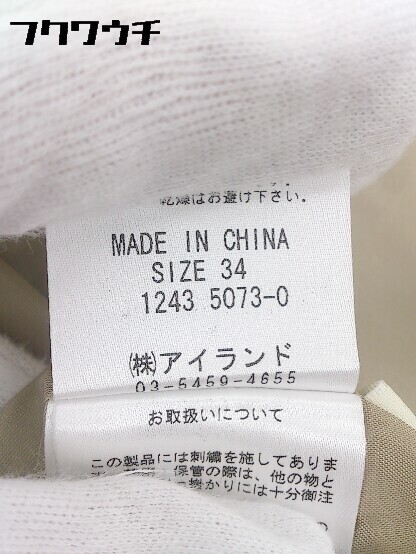 フクワウチ
乾燥はお避け下さい。
MADE IN CHINA
SIZE 34
1243 5073-0
㈱アイランド
03-5459-4655
お取扱いについて
この製品には刺繍を施してありま
保管の際は、他の物と
掛かりには十分御注